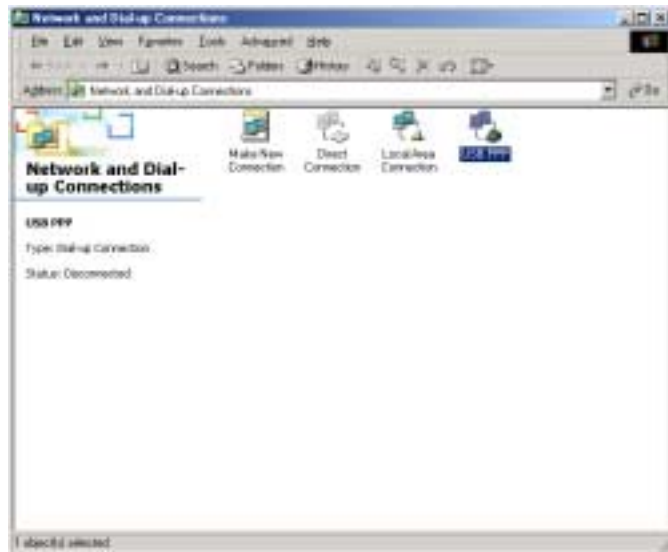 Network and Dial-up Connections
File Edit View Favorites Tools Advanced Help
Search Folders History
Address Network and Dial-up Connections Go
Make New Connection
Direct Connection
Local Area Connection
USB PPP
Network and Dial-
up Connections
USB PPP
Type: Dial-up Connection
Status: Disconnected
1 object(s) selected